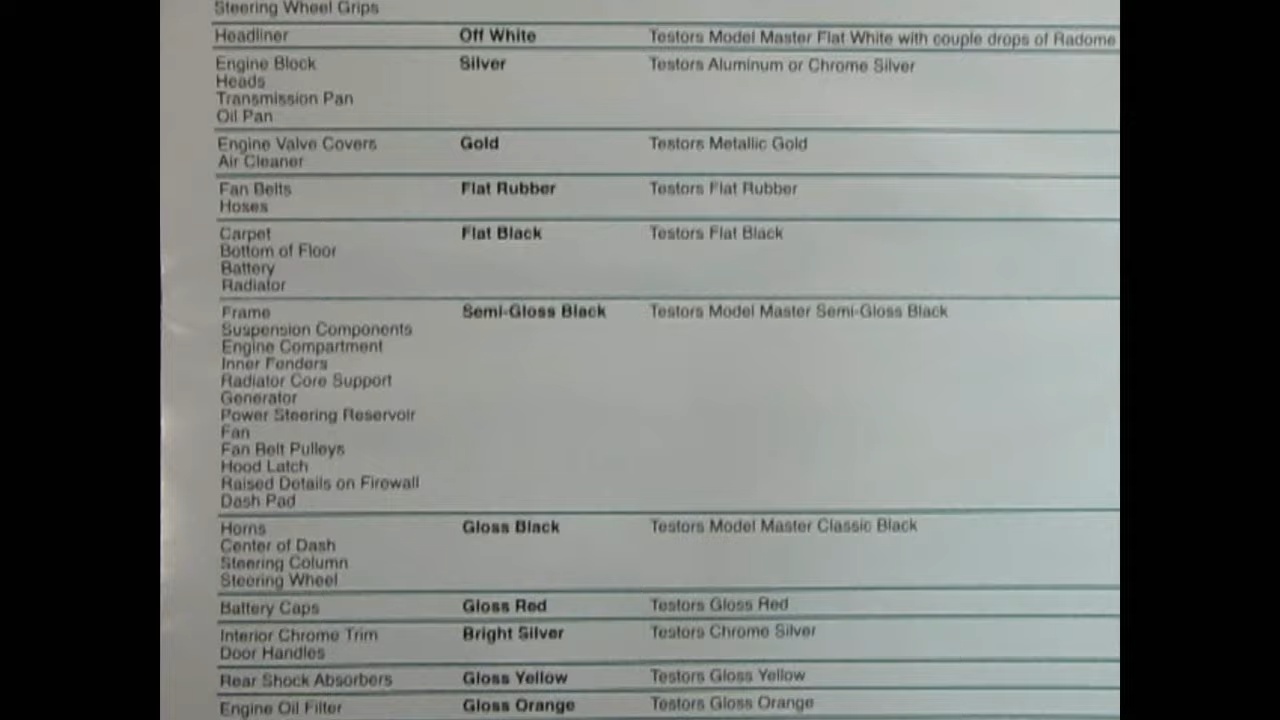 Steering Wheel Grips
Headliner Off White Testors Model Master Flat White with couple drops of Radome
Engine Block Silver Testors Aluminum or Chrome Silver
Heads
Transmission Pan
Oil Pan
Engine Valve Covers Gold Testors Metallic Gold
Air Cleaner
Fan Belts Flat Rubber Testors Flat Rubber
Hoses
Carpet Flat Black Testors Flat Black
Bottom of Floor
Battery
Radiator
Frame Semi-Gloss Black Testors Model Master Semi-Gloss Black
Suspension Components
Engine Compartment
Inner Fenders
Radiator Core Support
Generator
Power Steering Reservoir
Fan
Fan Belt Pulleys
Hood Latch
Raised Details on Firewall
Dash Pad
Horns Gloss Black Testors Model Master Classic Black
Center of Dash
Steering Column
Steering Wheel
Battery Caps Gloss Red Testors Gloss Red
Interior Chrome Trim Bright Silver Testors Chrome Silver
Door Handles
Rear Shock Absorbers Gloss Yellow Testors Gloss Yellow
Engine Oil Filter Gloss Orange Testors Gloss Orange